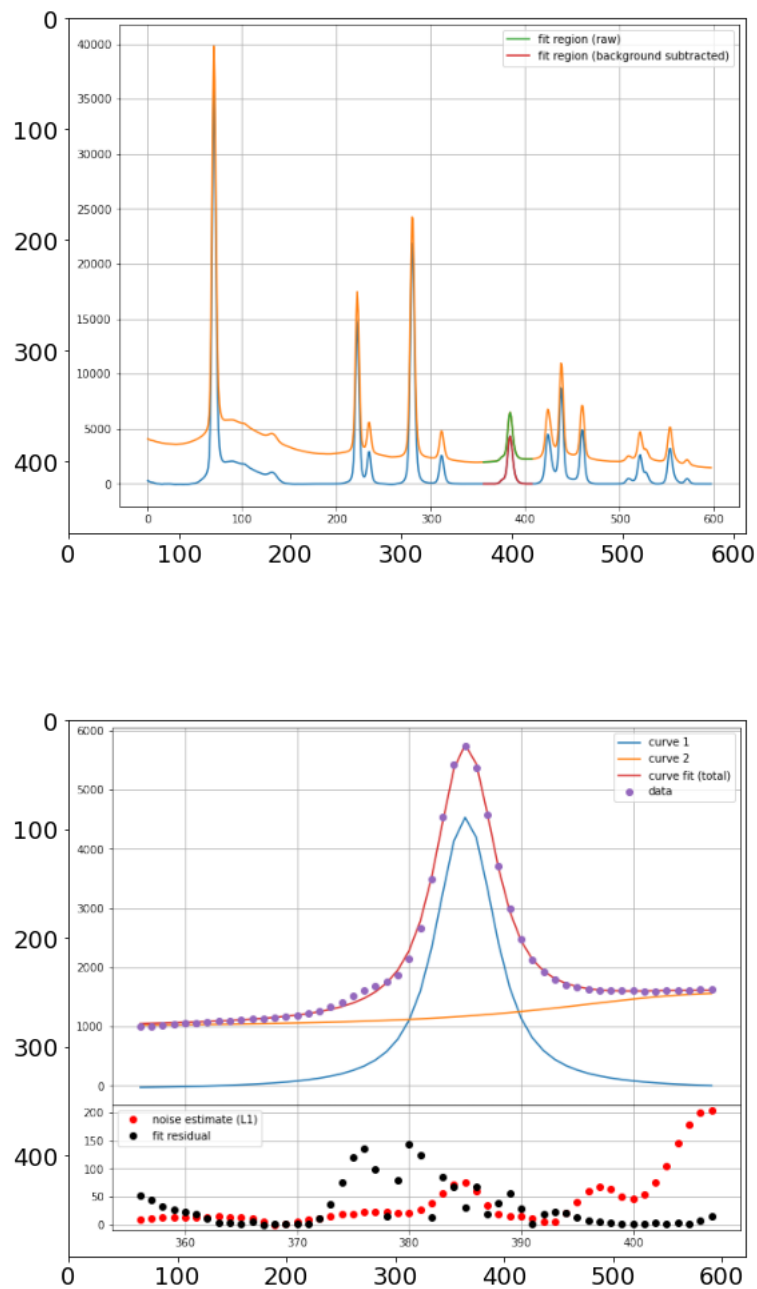 0
100
200
300
400
40000
35000
30000
25000
20000
15000
10000
5000
0
fit region (raw)
fit region (background subtracted)
0 100 200 300 400 500 600
0 100 200 300 400 500 600
0
100
200
300
400
6000
5000
4000
3000
2000
1000
0
curve 1
curve 2
curve fit (total)
data
200
150
100
50
0
noise estimate (L1)
fit residual
360 370 380 390 400
0 100 200 300 400 500 600